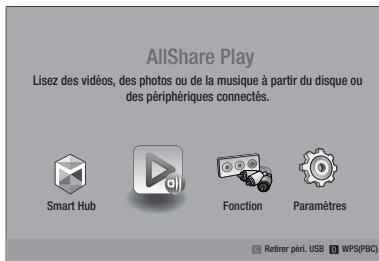 AllShare Play
Lisez des vidéos, des photos ou de la musique à partir du disque ou
des périphériques connectés.
all
Smart Hub
Fonction
Paramètres
C Retirer péri. USB D WPS(PBC)